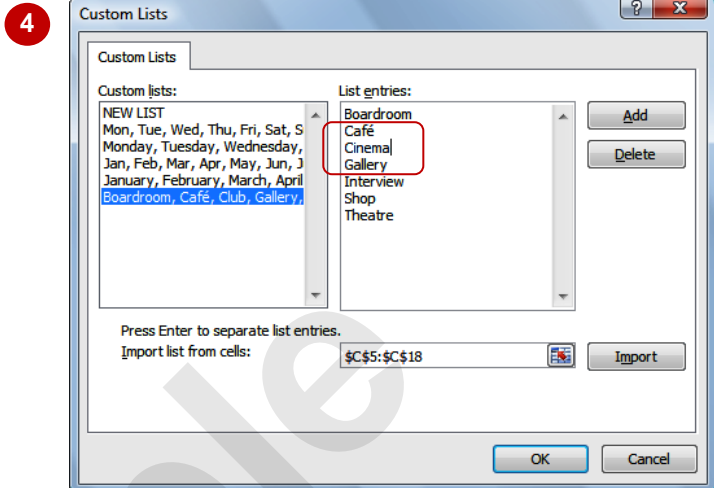 4
Custom Lists
?
X
Custom Lists
Custom lists:
NEW LIST
Mon, Tue, Wed, Thu, Fri, Sat, S
Monday, Tuesday, Wednesday,
Jan, Feb, Mar, Apr, May, Jun, J
January, February, March, April
Boardroom, Café, Club, Gallery,
List entries:
Boardroom
Café
Cinema
Gallery
Interview
Shop
Theatre
Add
Delete
Press Enter to separate list entries.
Import list from cells:
$C$5:$C$18
Import
OK
Cancel
ple